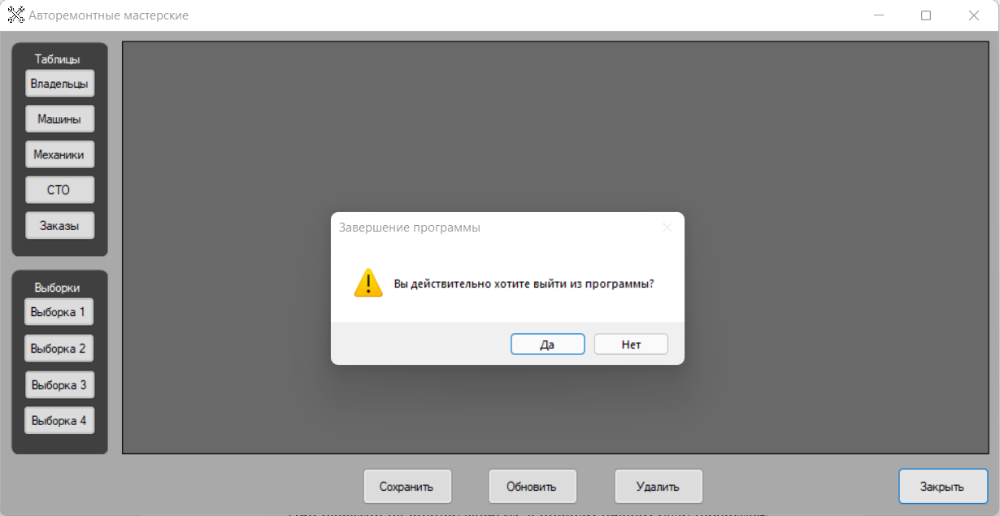 Авторемонтные мастерские
Таблицы
Владельцы
Машины
Механики
СТО
Заказы
Выборки
Выборка 1
Выборка 2
Выборка 3
Выборка 4
Завершение программы
Вы действительно хотите выйти из программы?
Да
Нет
Сохранить
Обновить
Удалить
Закрыть